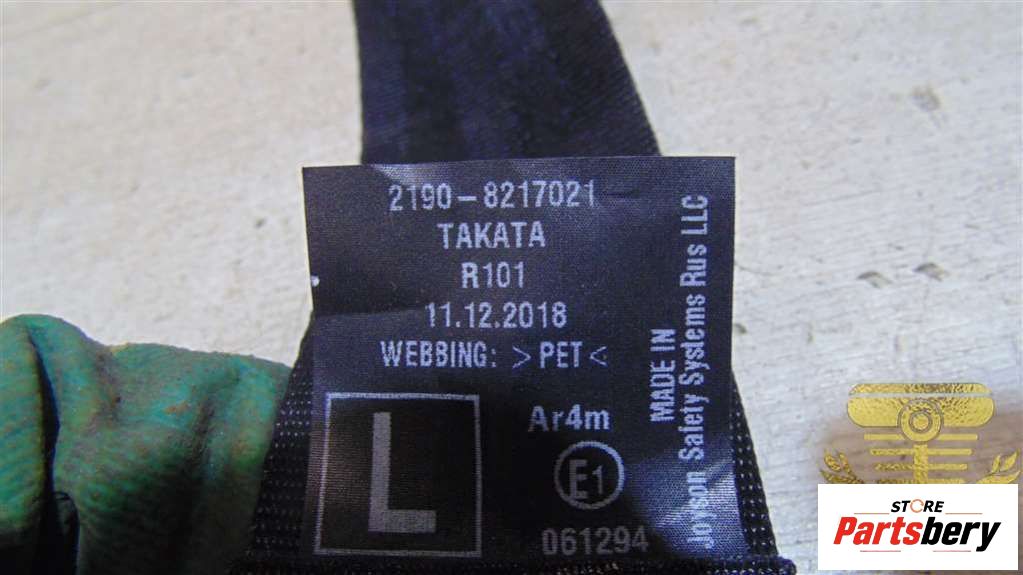 2190-8217021
TAKATA
R101
11.12.2018
WEBBING: >PET<
L
Ar4m
E1
061294
MADE IN
Joyson Safety Systems Rus LLC
STORE
Partsbery